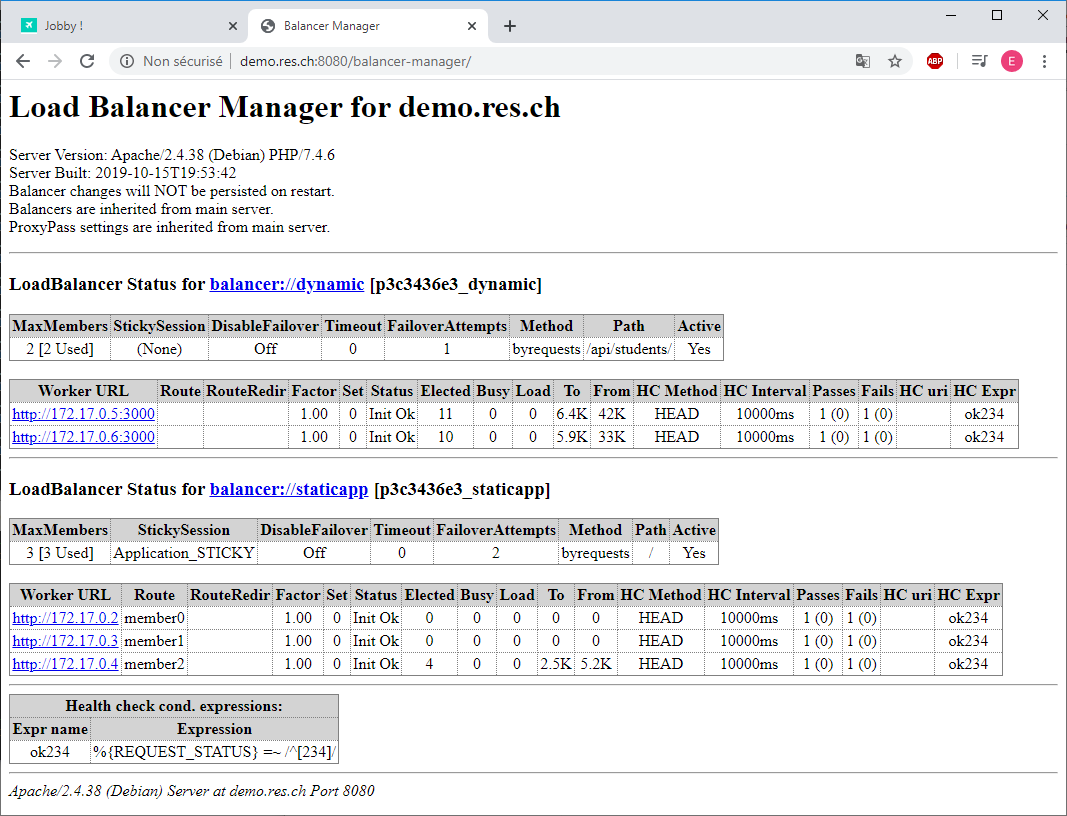 Jobby !
Balancer Manager
Non sécurisé
demo.res.ch:8080/balancer-manager/
ABP
E
Load Balancer Manager for demo.res.ch
Server Version: Apache/2.4.38 (Debian) PHP/7.4.6
Server Built: 2019-10-15T19:53:42
Balancer changes will NOT be persisted on restart.
Balancers are inherited from main server.
ProxyPass settings are inherited from main server.
LoadBalancer Status for balancer://dynamic [p3c3436e3_dynamic]
MaxMembers StickySession DisableFailover Timeout FailoverAttempts Method Path Active
2 [2 Used] (None) Off 0 1 byrequests /api/students/ Yes
Worker URL Route RouteRedir Factor Set Status Elected Busy Load To From HC Method HC Interval Passes Fails HC uri HC Expr
http://172.17.0.5:3000 1.00 0 Init Ok 11 0 0 6.4K 42K HEAD 10000ms 1 (0) 1 (0) ok234
http://172.17.0.6:3000 1.00 0 Init Ok 10 0 0 5.9K 33K HEAD 10000ms 1 (0) 1 (0) ok234
LoadBalancer Status for balancer://staticapp [p3c3436e3_staticapp]
MaxMembers StickySession DisableFailover Timeout FailoverAttempts Method Path Active
3 [3 Used] Application_STICKY Off 0 2 byrequests / Yes
Worker URL Route RouteRedir Factor Set Status Elected Busy Load To From HC Method HC Interval Passes Fails HC uri HC Expr
http://172.17.0.2 member0 1.00 0 Init Ok 0 0 0 0 0 HEAD 10000ms 1 (0) 1 (0) ok234
http://172.17.0.3 member1 1.00 0 Init Ok 0 0 0 0 0 HEAD 10000ms 1 (0) 1 (0) ok234
http://172.17.0.4 member2 1.00 0 Init Ok 4 0 0 2.5K 5.2K HEAD 10000ms 1 (0) 1 (0) ok234
Health check cond. expressions:
Expr name Expression
ok234 %{REQUEST_STATUS} =~ /^[234]/
Apache/2.4.38 (Debian) Server at demo.res.ch Port 8080